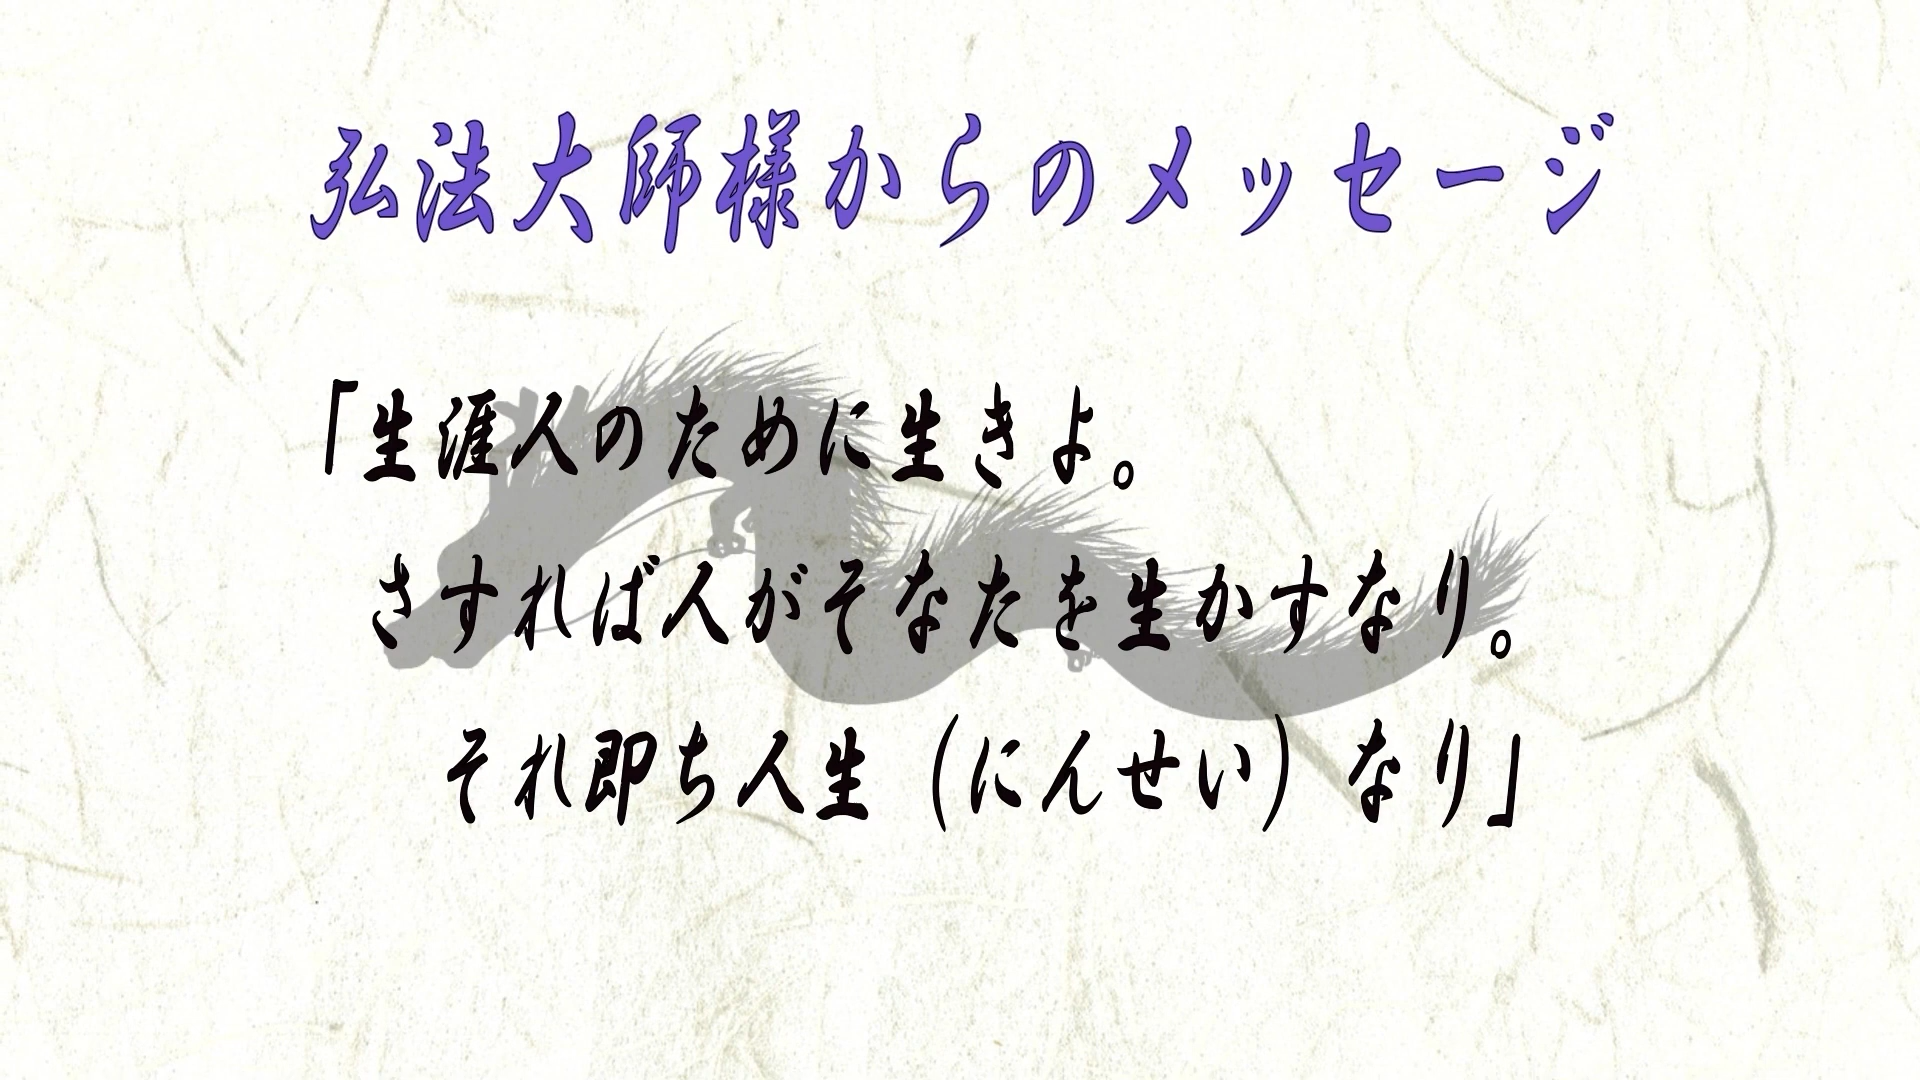 弘法大師様からのメッセージ
「生涯人のために生きよ。
さすれば人がそなたを生かすなり。
それ即ち人生（にんせい）なり」